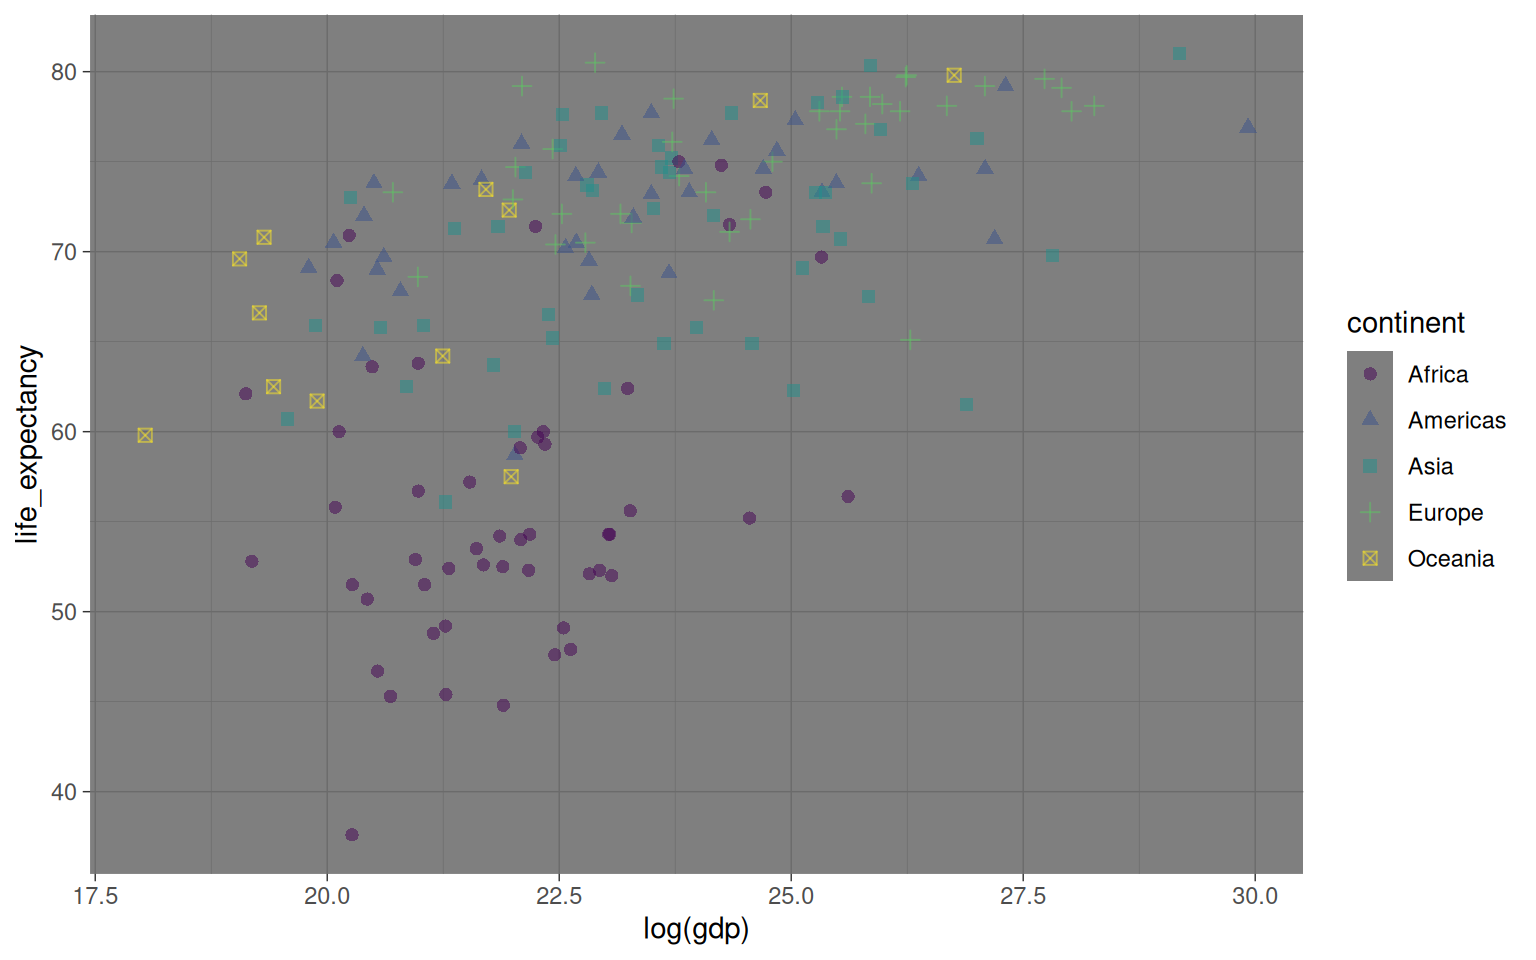 80
70
60
50
40
life_expectancy
17.5 20.0 22.5 25.0 27.5 30.0
log(gdp)
continent
Africa
Americas
Asia
Europe
Oceania